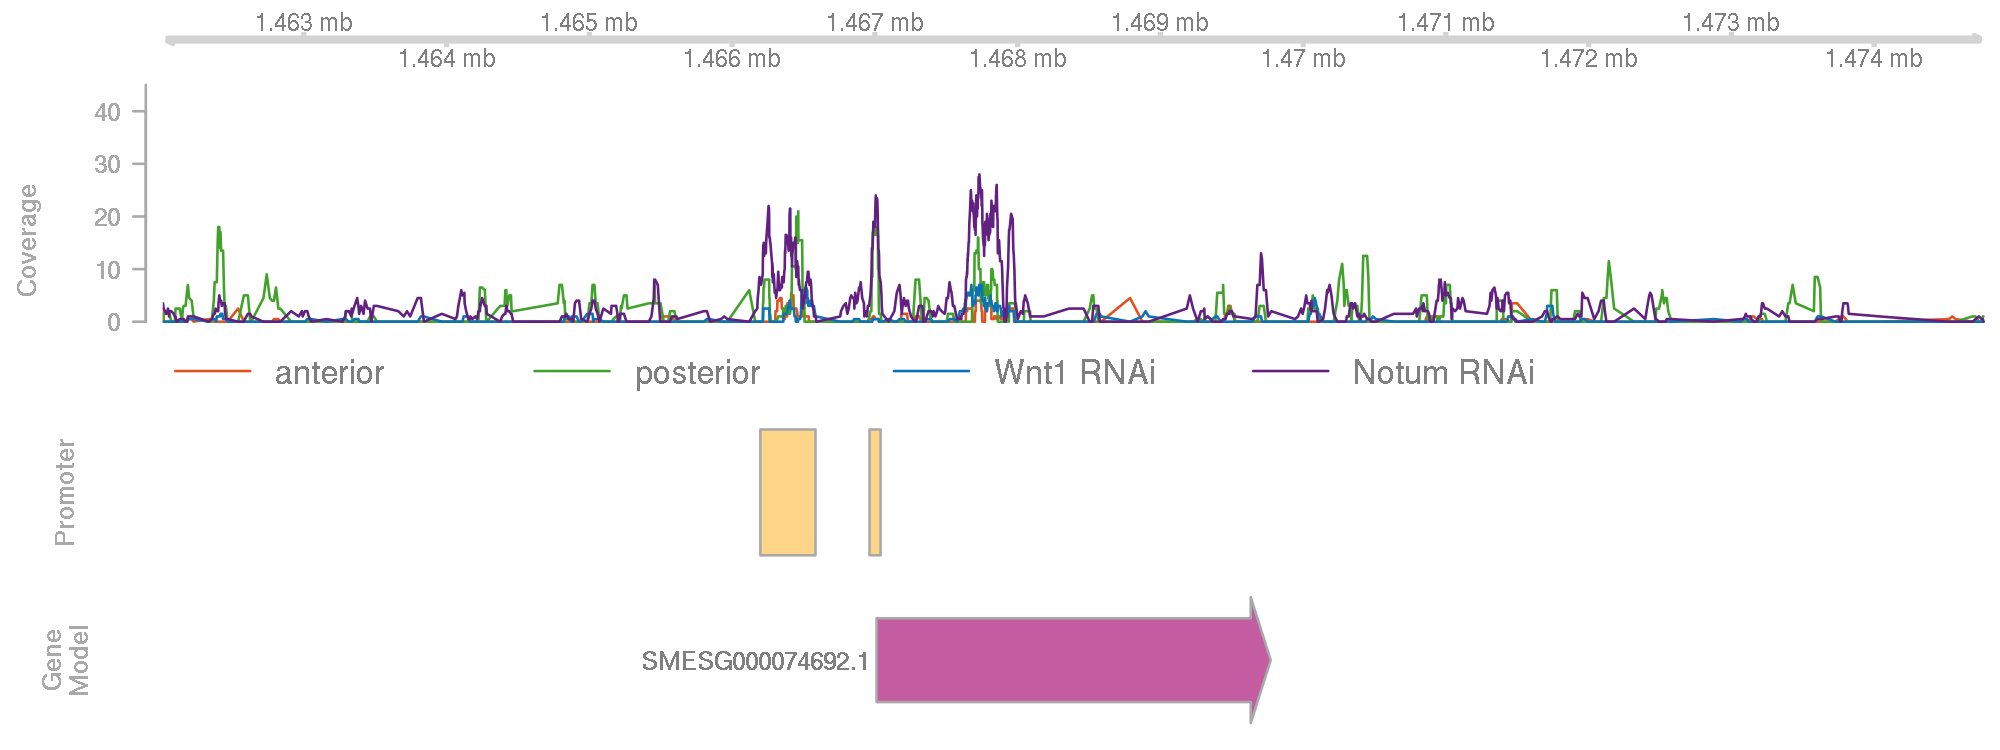 1.463 mb 1.465 mb 1.467 mb 1.469 mb 1.471 mb 1.473 mb
1.464 mb 1.466 mb 1.468 mb 1.47 mb 1.472 mb 1.474 mb
Coverage
40
30
20
10
0
anterior posterior Wnt1 RNAi Notum RNAi
Promoter
Gene
Model
SMESG000074692.1